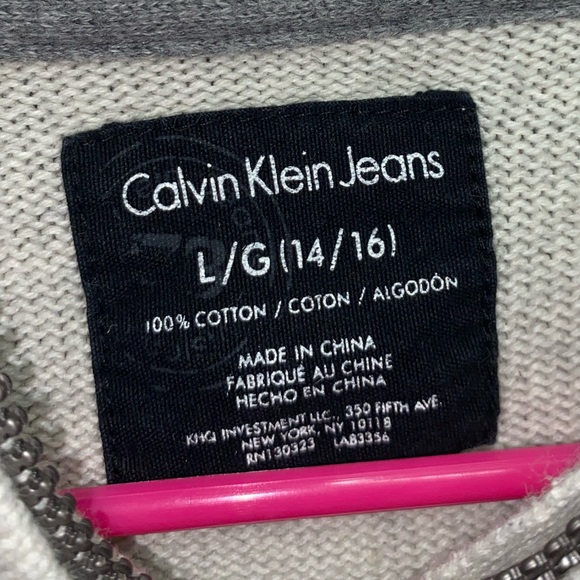 Calvin Klein Jeans
L/G (14/16)
100% COTTON / COTON / ALGODÓN
MADE IN CHINA
FABRIQUÉ AU CHINE
HECHO EN CHINA
KHQ INVESTMENT LLC., 350 FIFTH AVE.
NEW YORK, NY 10118
RN130323 LAB3356